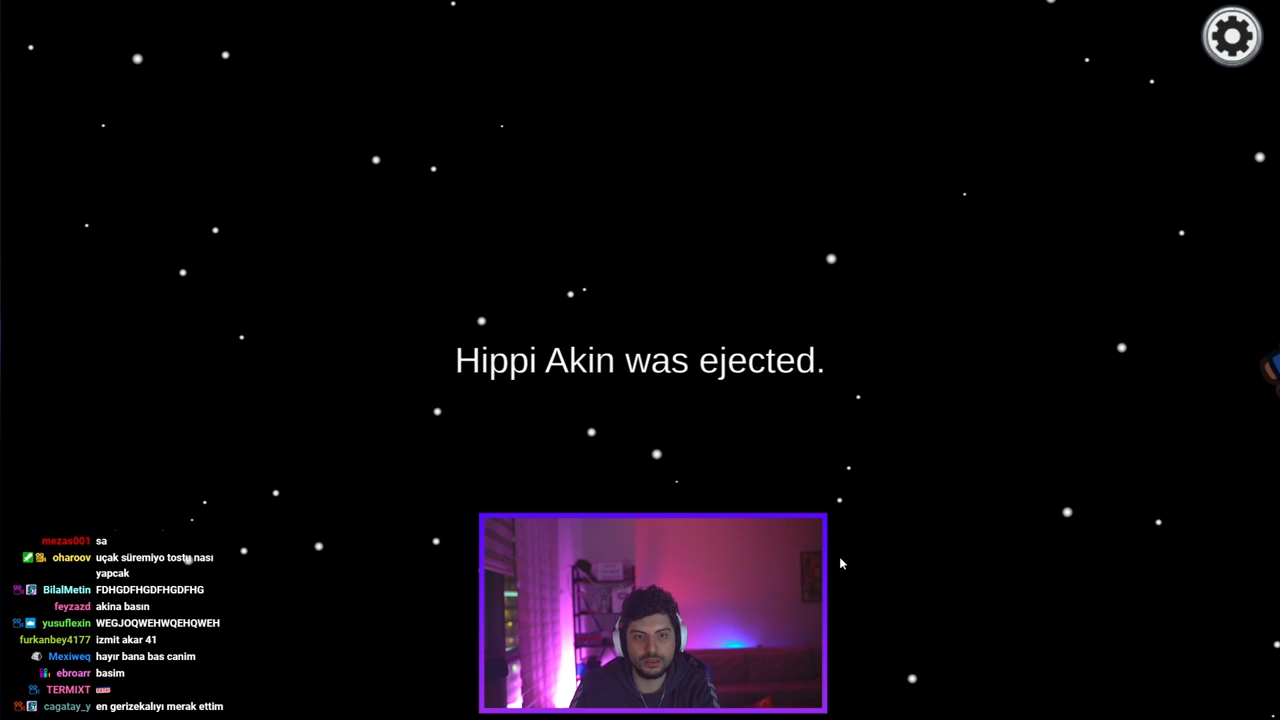 Hippi Akin was ejected.
mezas001 sa
oharoov uçak süremiyo tostu nası
yapcak
BilalMetin FDHGDFHGDFHGDFHG
feyzazd akina basın
yusuflexin WEGJOQWEHWQEHQWEH
furkanbey4177 izmit akar 41
Mexiweq hayır bana bas canim
ebroarr basim
TERMIXT
cagatay_y en gerizekalıyı merak ettim